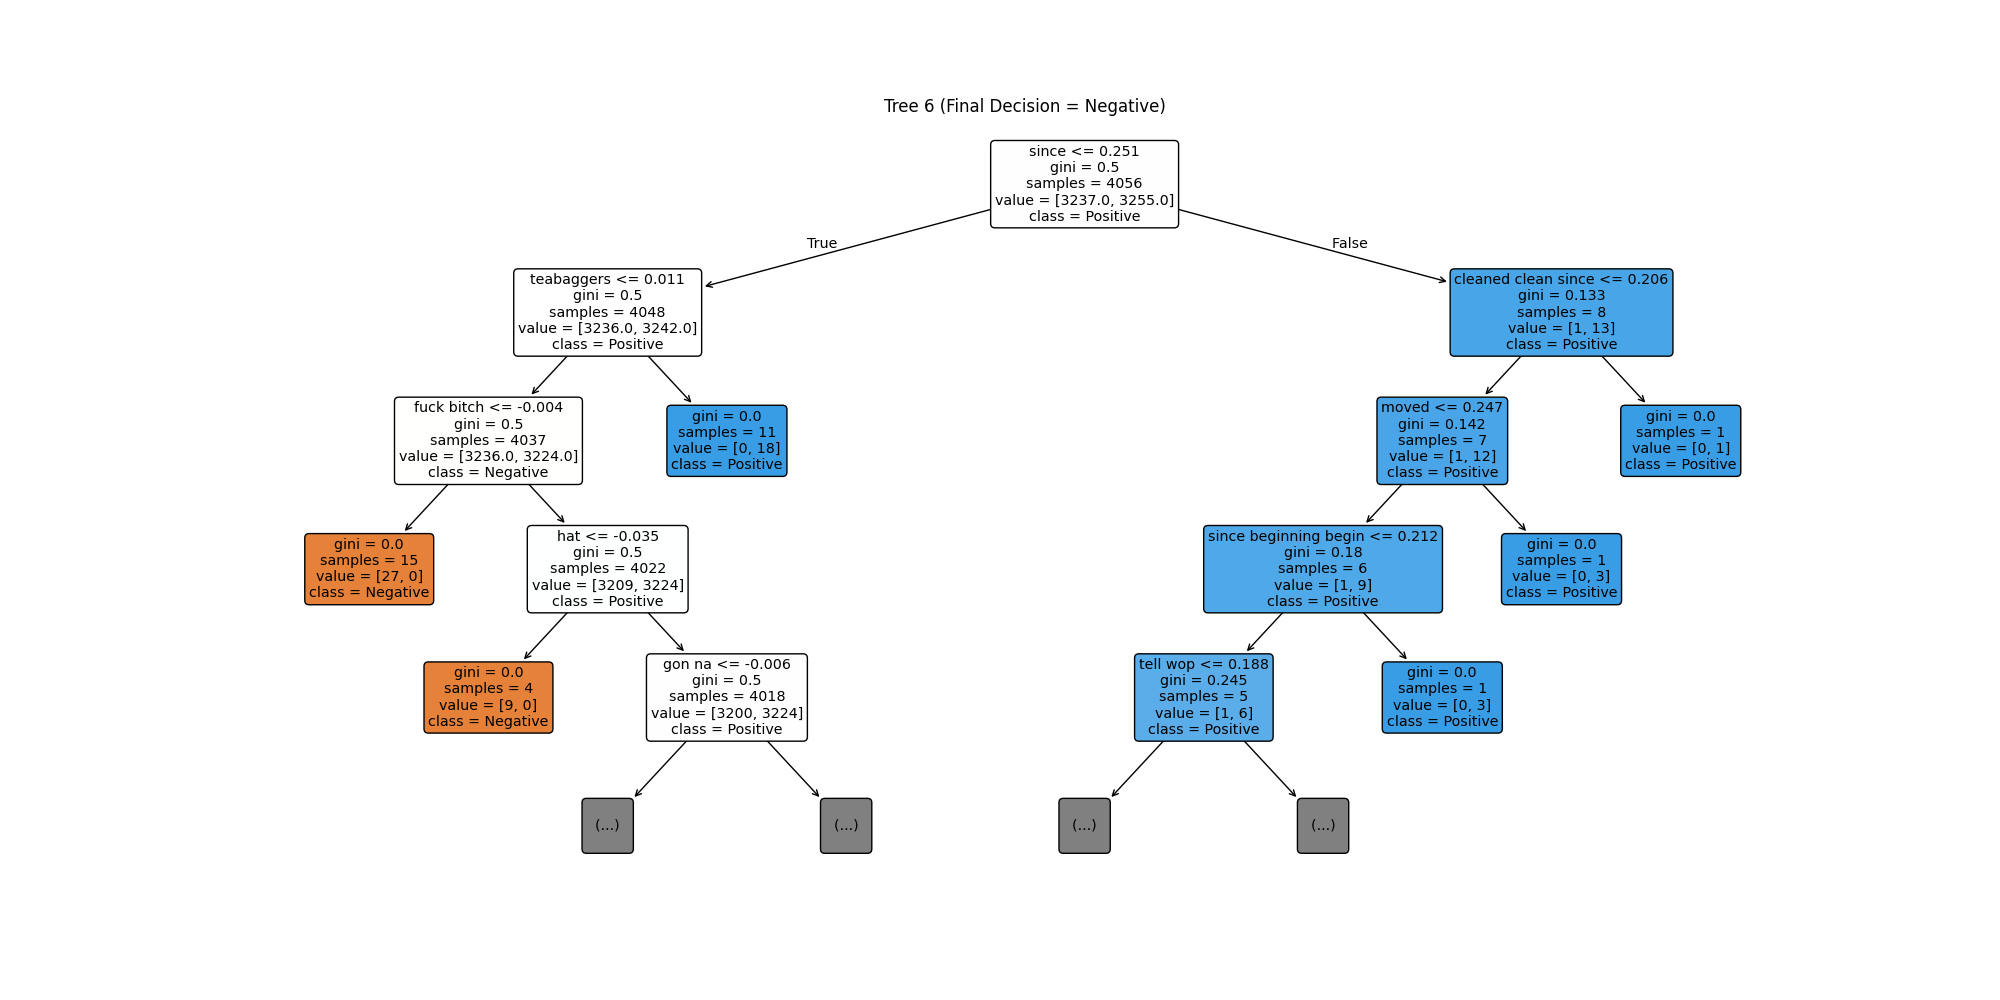 Tree 6 (Final Decision = Negative)
since <= 0.251
gini = 0.5
samples = 4056
value = [3237.0, 3255.0]
class = Positive
True
False
teabaggers <= 0.011
gini = 0.5
samples = 4048
value = [3236.0, 3242.0]
class = Positive
cleaned clean since <= 0.206
gini = 0.133
samples = 8
value = [1, 13]
class = Positive
fuck bitch <= -0.004
gini = 0.5
samples = 4037
value = [3236.0, 3224.0]
class = Negative
gini = 0.0
samples = 11
value = [0, 18]
class = Positive
moved <= 0.247
gini = 0.142
samples = 7
value = [1, 12]
class = Positive
gini = 0.0
samples = 1
value = [0, 1]
class = Positive
gini = 0.0
samples = 15
value = [27, 0]
class = Negative
hat <= -0.035
gini = 0.5
samples = 4022
value = [3209, 3224]
class = Positive
since beginning begin <= 0.212
gini = 0.18
samples = 6
value = [1, 9]
class = Positive
gini = 0.0
samples = 1
value = [0, 3]
class = Positive
gini = 0.0
samples = 4
value = [9, 0]
class = Negative
gon na <= -0.006
gini = 0.5
samples = 4018
value = [3200, 3224]
class = Positive
tell wop <= 0.188
gini = 0.245
samples = 5
value = [1, 6]
class = Positive
gini = 0.0
samples = 1
value = [0, 3]
class = Positive
(...)
(...)
(...)
(...)